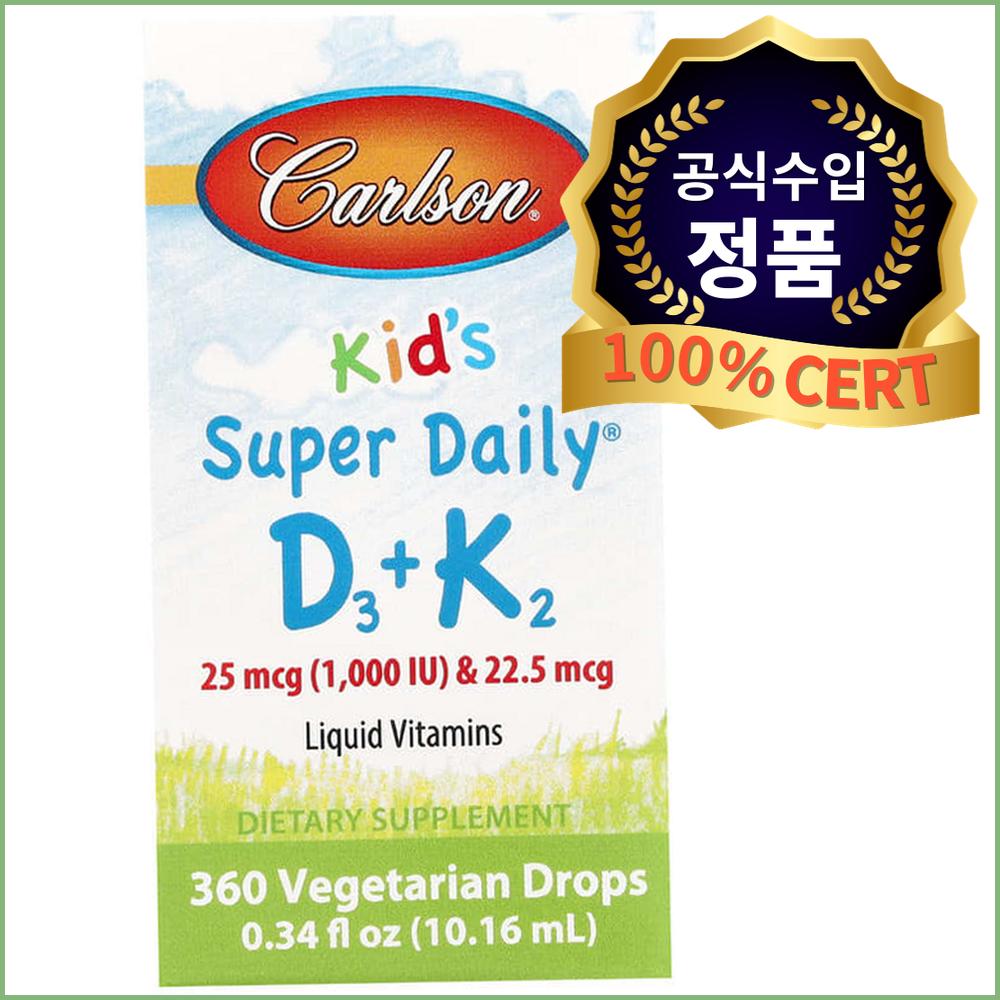 Carlson®
Kid's
Super Daily®
D3+K2
25 mcg (1,000 IU) & 22.5 mcg
Liquid Vitamins
DIETARY SUPPLEMENT
360 Vegetarian Drops
0.34 fl oz (10.16 mL)
공식수입
정품
100% CERT